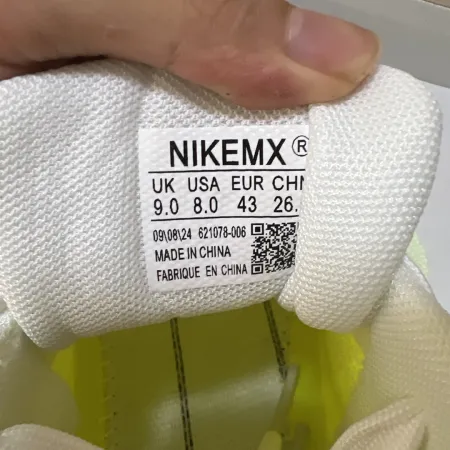 NIKEMX ®
UK USA EUR CHN
9.0 8.0 43 26.
09\08\24 621078-006
MADE IN CHINA
FABRIQUE EN CHINA